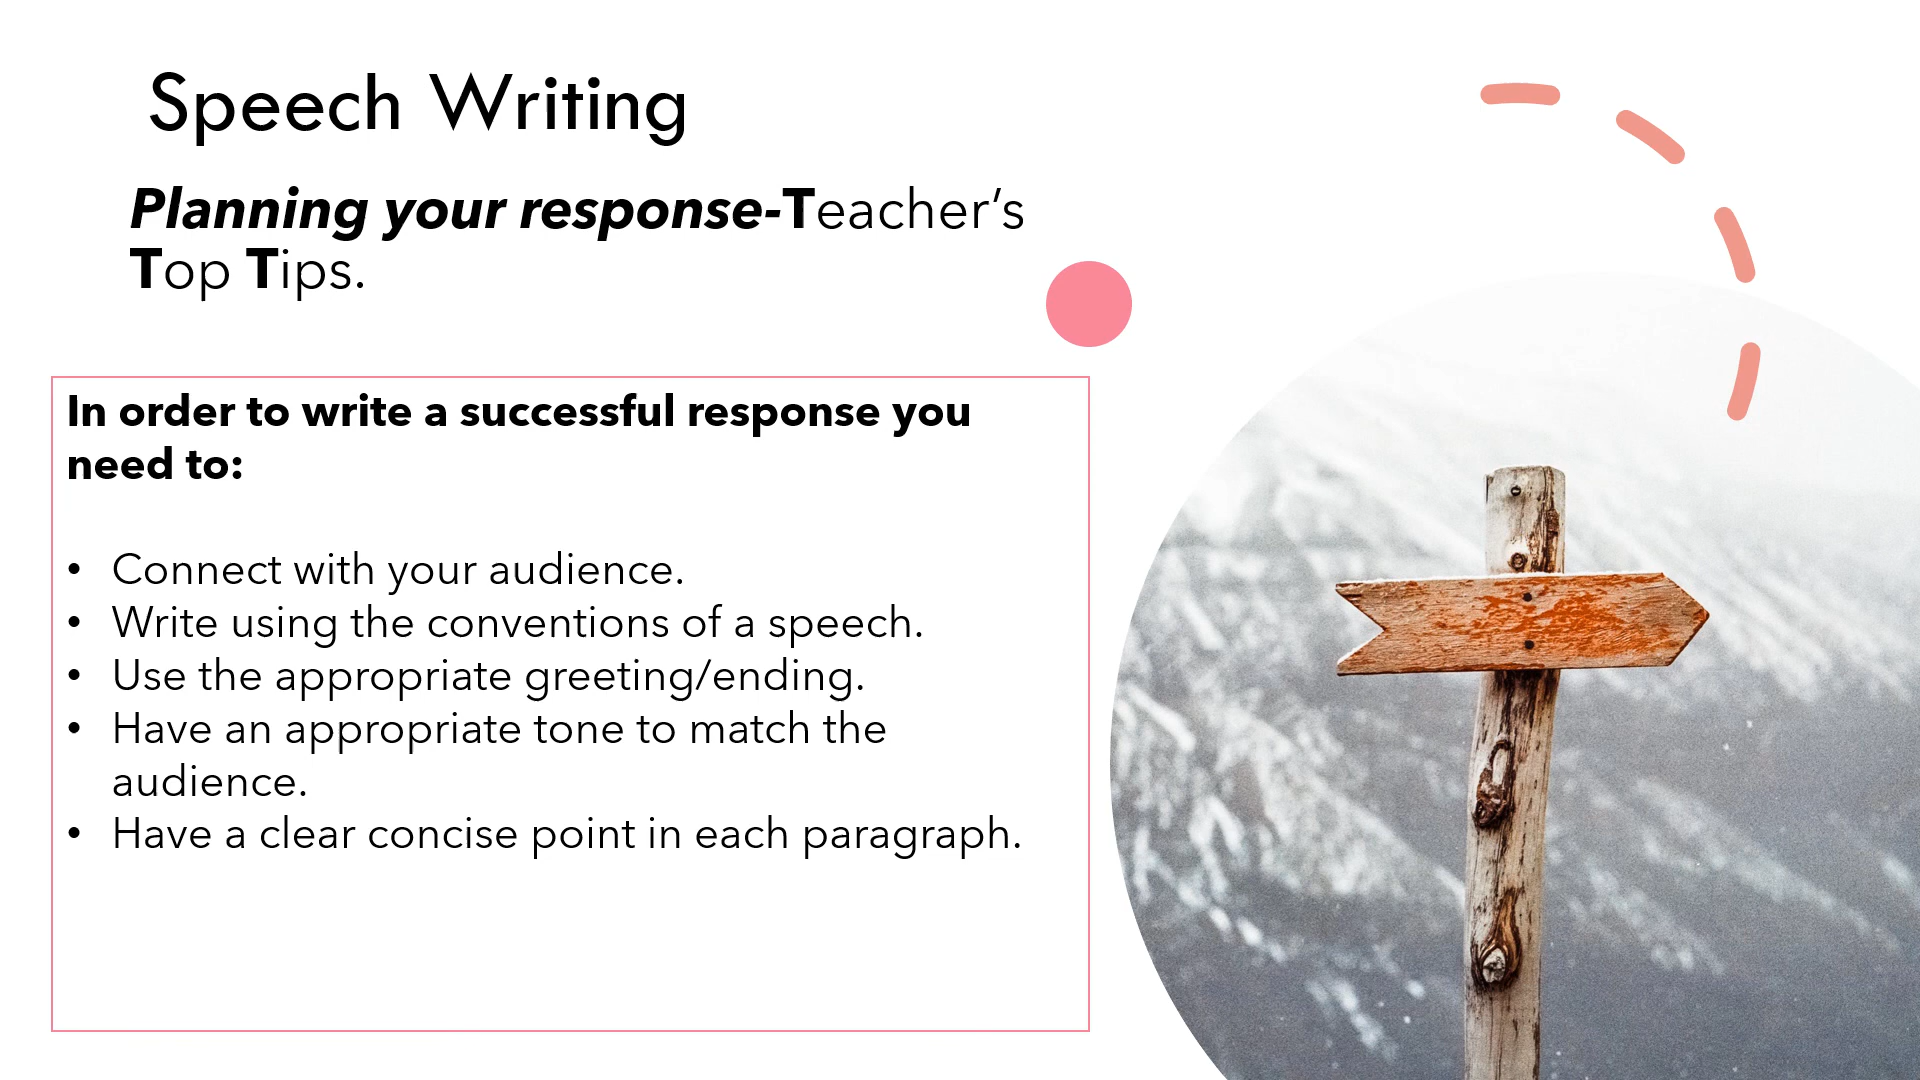 Speech Writing
Planning your response-Teacher’s
Top Tips.
In order to write a successful response you
need to:
• Connect with your audience.
• Write using the conventions of a speech.
• Use the appropriate greeting/ending.
• Have an appropriate tone to match the
audience.
• Have a clear concise point in each paragraph.